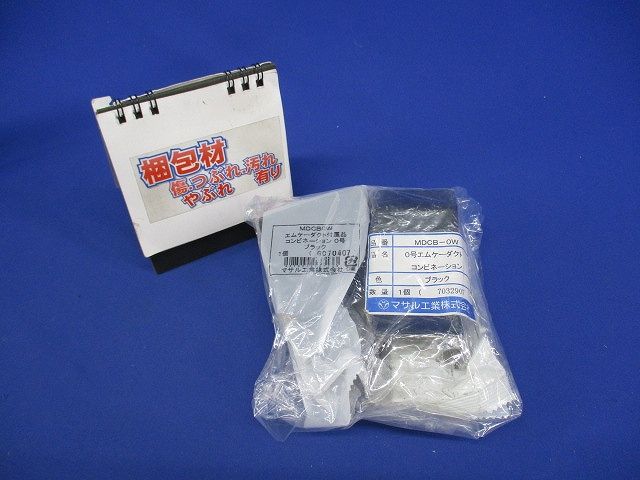 梱包材
傷、つぶれ、汚れ
やぶれ 有り
MDCB0W
エムケーダクト付属品
コンビネーション 0号
ブラック
1個 ( 6070407
マサル工業株式会社
品番 MDCB-0W
品名 0号エムケーダクト
コンビネーション
色 ブラック
数量 1個 ( 7032907
マサル工業株式会